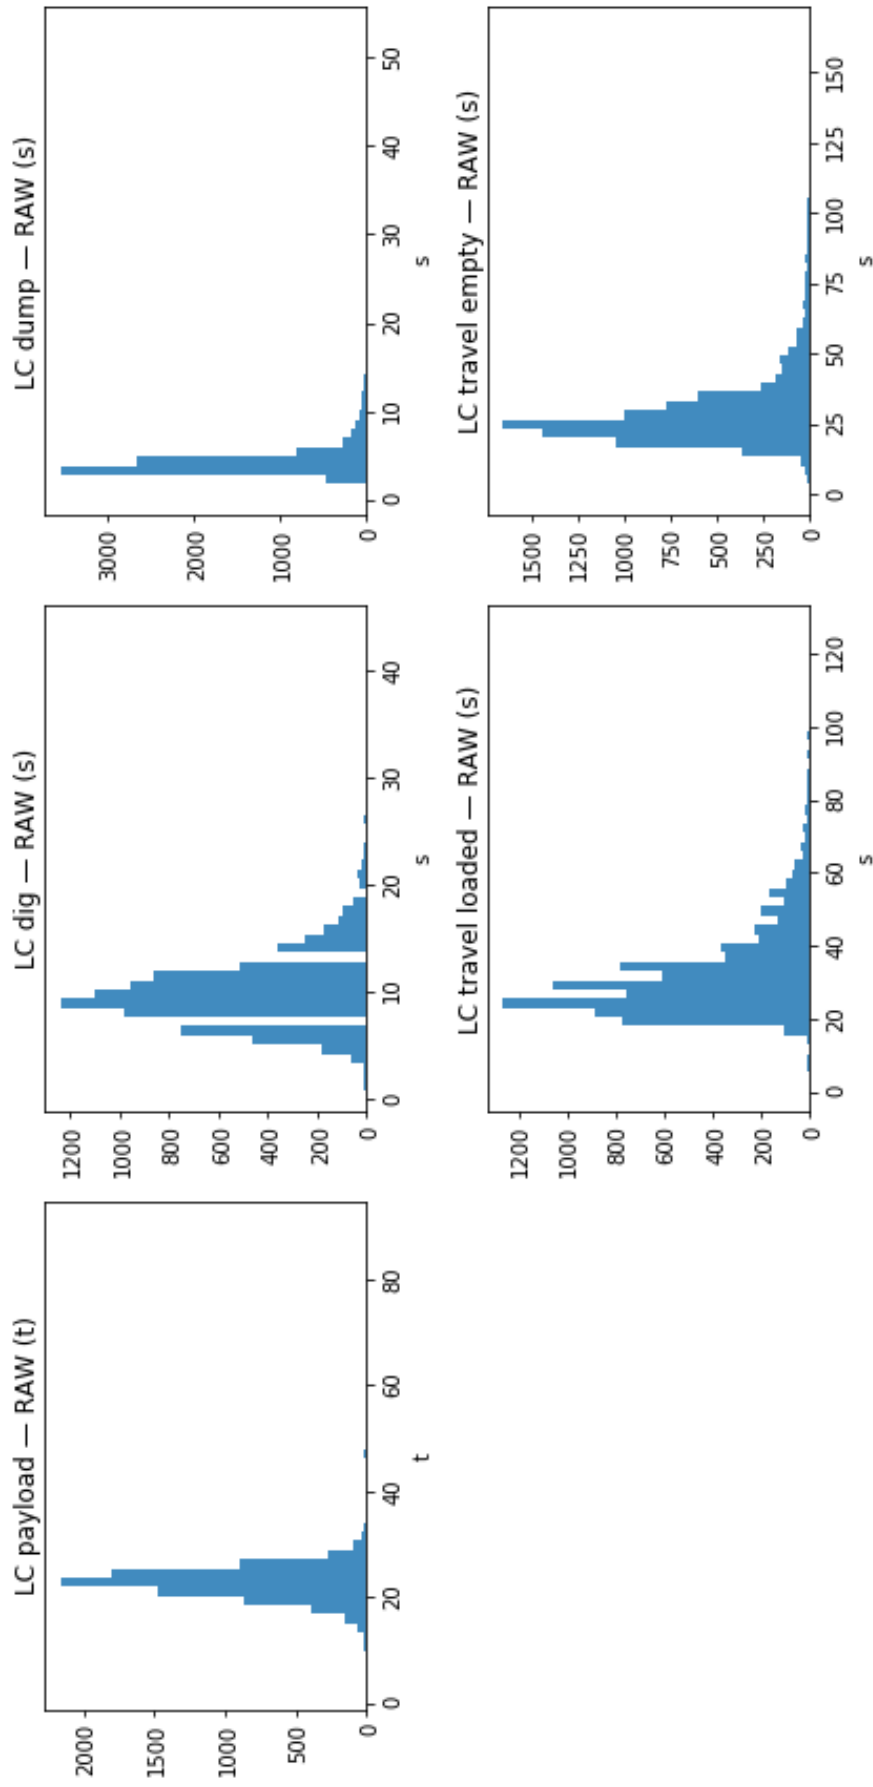 LC payload — RAW (t)
2000
1500
1000
500
0
0 20 40 60 80
t
LC dig — RAW (s)
1200
1000
800
600
400
200
0
0 10 20 30 40
s
LC dump — RAW (s)
3000
2000
1000
0
0 10 20 30 40 50
s
LC travel loaded — RAW (s)
1200
1000
800
600
400
200
0
0 20 40 60 80 100 120
s
LC travel empty — RAW (s)
1500
1250
1000
750
500
250
0
0 25 50 75 100 125 150
s